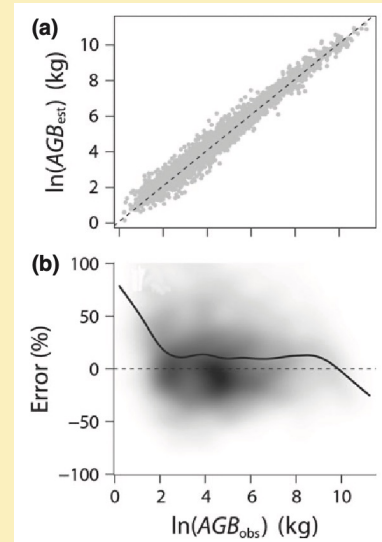 (a)
ln(AGBest) (kg)
10
8
6
4
2
0
(b)
Error (%)
100
50
0
−50
−100
0 2 4 6 8 10
ln(AGBobs) (kg)